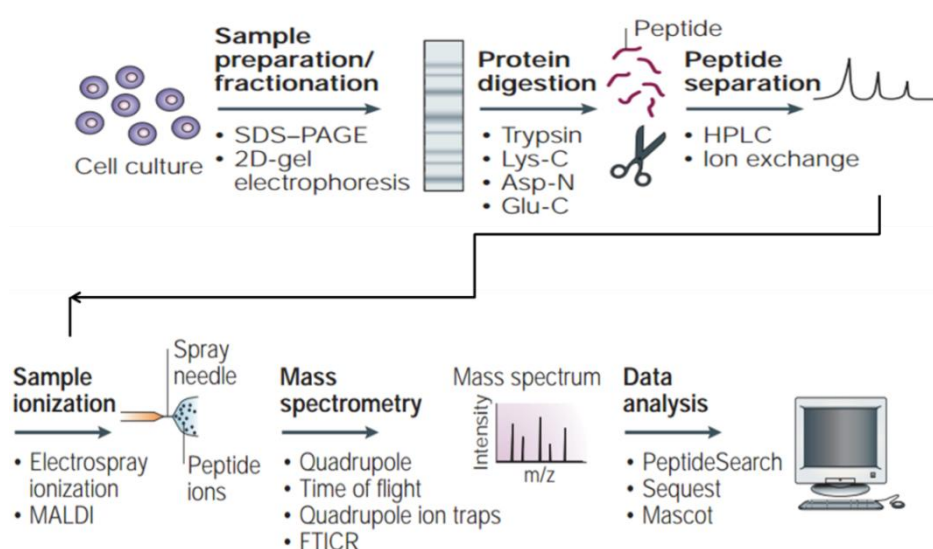 Cell culture
Sample
preparation/
fractionation
• SDS–PAGE
• 2D-gel
electrophoresis
Protein
digestion
• Trypsin
• Lys-C
• Asp-N
• Glu-C
Peptide
Peptide
separation
• HPLC
• Ion exchange
Sample
ionization
• Electrospray
ionization
• MALDI
Spray
needle
Peptide
ions
Mass
spectrometry
• Quadrupole
• Time of flight
• Quadrupole ion traps
• FTICR
Mass spectrum
Intensity
m/z
Data
analysis
• PeptideSearch
• Sequest
• Mascot